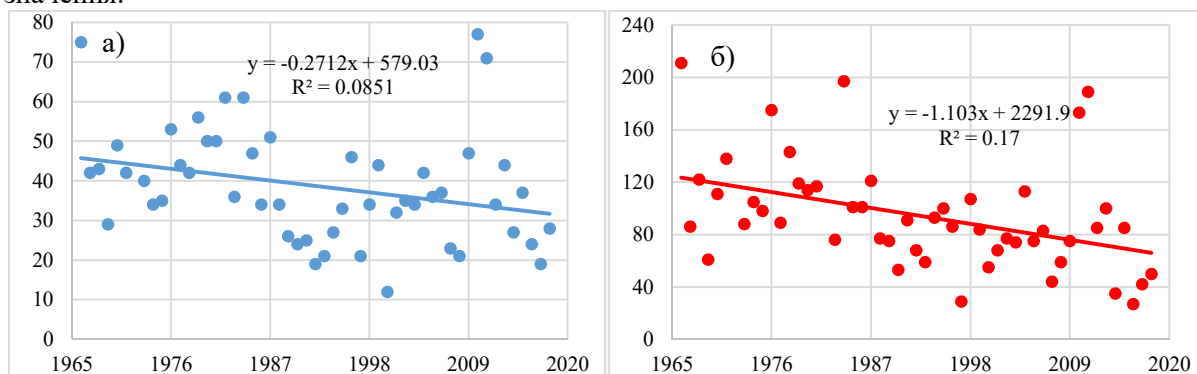 значения.
80
70
60
50
40
30
20
10
0
а)
y = -0.2712x + 579.03
R² = 0.0851
1965 1976 1987 1998 2009 2020
240
200
160
120
80
40
0
б)
y = -1.103x + 2291.9
R² = 0.17
1965 1976 1987 1998 2009 2020